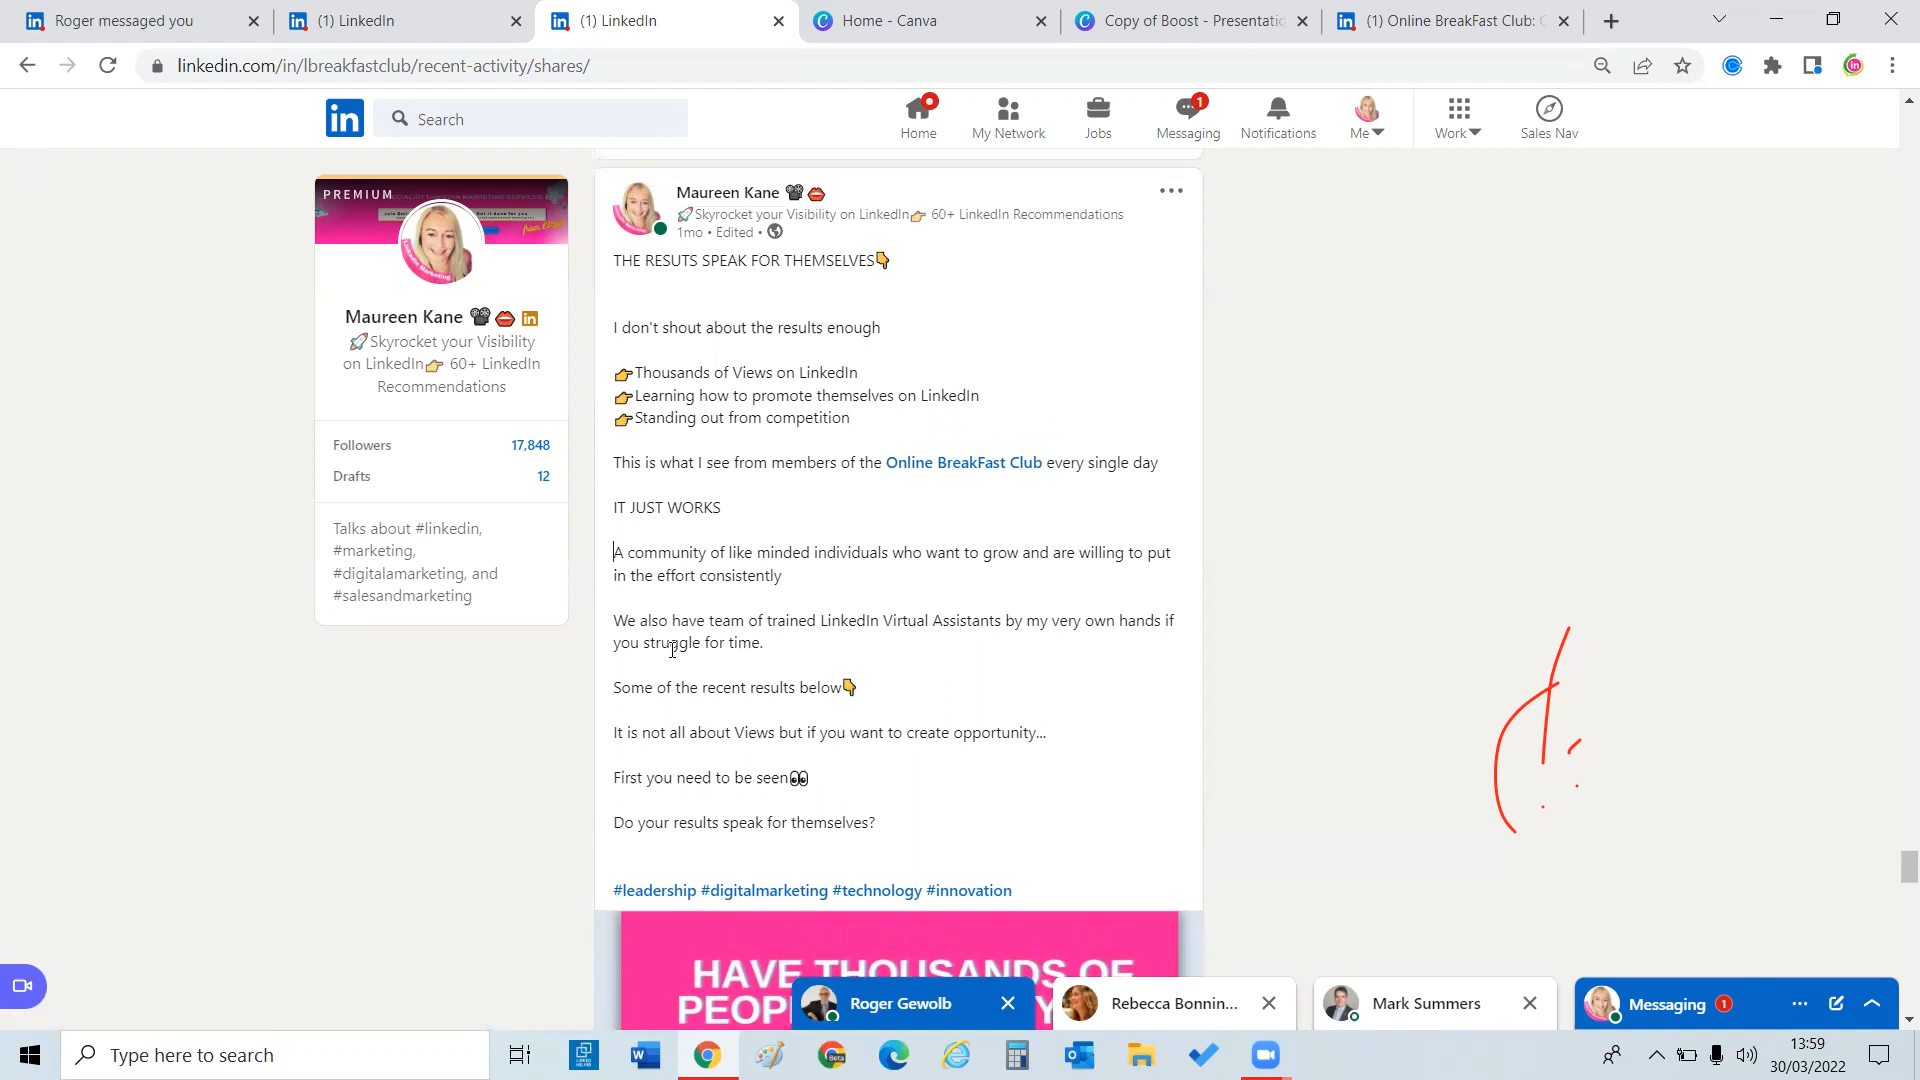 Roger messaged you
(1) LinkedIn
(1) LinkedIn
Home - Canva
Copy of Boost - Presentatio
(1) Online BreakFast Club: C
linkedin.com/in/lbreakfastclub/recent-activity/shares/
in
Search
Home
My Network
Jobs
1
Messaging
Notifications
Me
Work
Sales Nav
PREMIUM
Maureen Kane
🚀Skyrocket your Visibility
on LinkedIn👉 60+ LinkedIn
Recommendations
Followers 17,848
Drafts 12
Talks about #linkedin,
#marketing,
#digitalamarketing, and
#salesandmarketing
Maureen Kane 🎥👄
🚀Skyrocket your Visibility on LinkedIn👉 60+ LinkedIn Recommendations
1mo • Edited •
THE RESUTS SPEAK FOR THEMSELVES👇
I don't shout about the results enough
👉Thousands of Views on LinkedIn
👉Learning how to promote themselves on LinkedIn
👉Standing out from competition
This is what I see from members of the Online BreakFast Club every single day
IT JUST WORKS
A community of like minded individuals who want to grow and are willing to put
in the effort consistently
We also have team of trained LinkedIn Virtual Assistants by my very own hands if
you struggle for time.
Some of the recent results below👇
It is not all about Views but if you want to create opportunity...
First you need to be seen👀
Do your results speak for themselves?
#leadership #digitalmarketing #technology #innovation
HAVE THOUSANDS OF
Roger Gewolb
Rebecca Bonnin...
Mark Summers
Messaging 1
Type here to search
13:59
30/03/2022